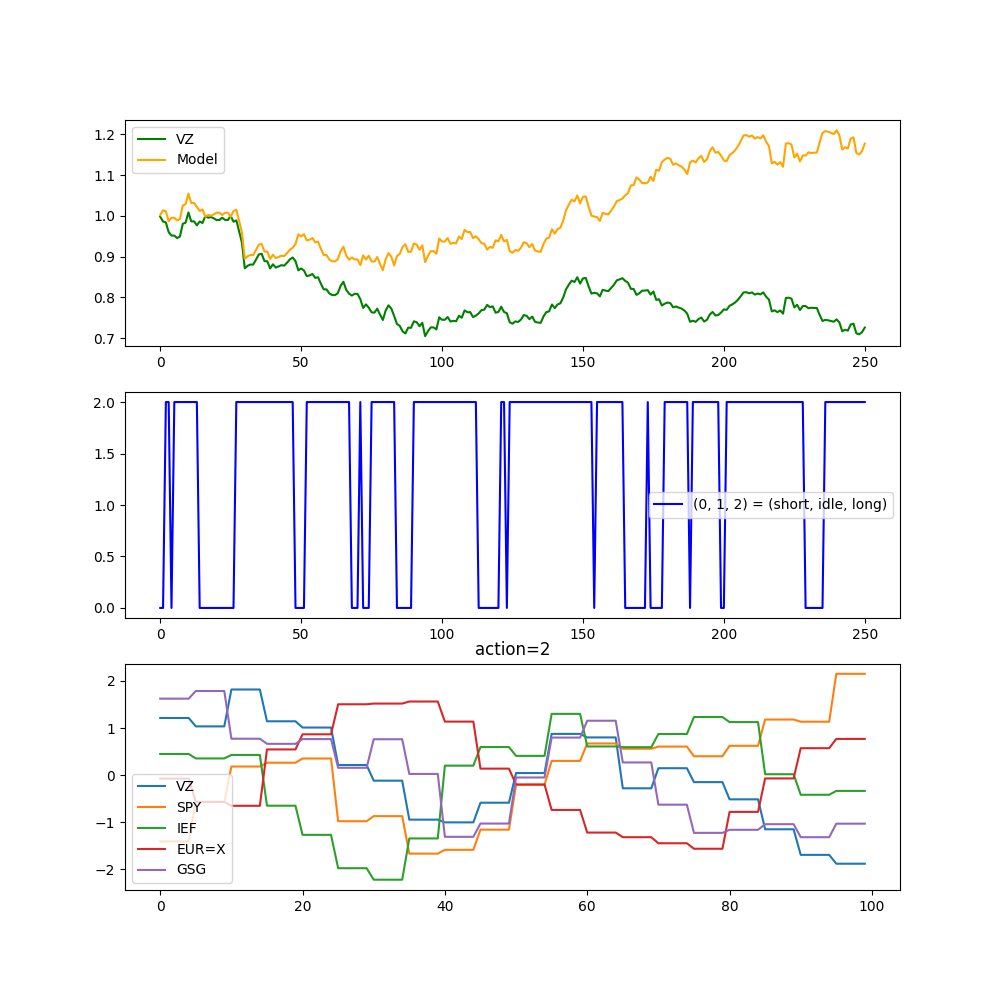 1.2
1.1
1.0
0.9
0.8
0.7
VZ
Model
0 50 100 150 200 250
2.0
1.5
1.0
0.5
0.0
(0, 1, 2) = (short, idle, long)
0 50 100 150 200 250
action=2
2
1
0
−1
−2
VZ
SPY
IEF
EUR=X
GSG
0 20 40 60 80 100